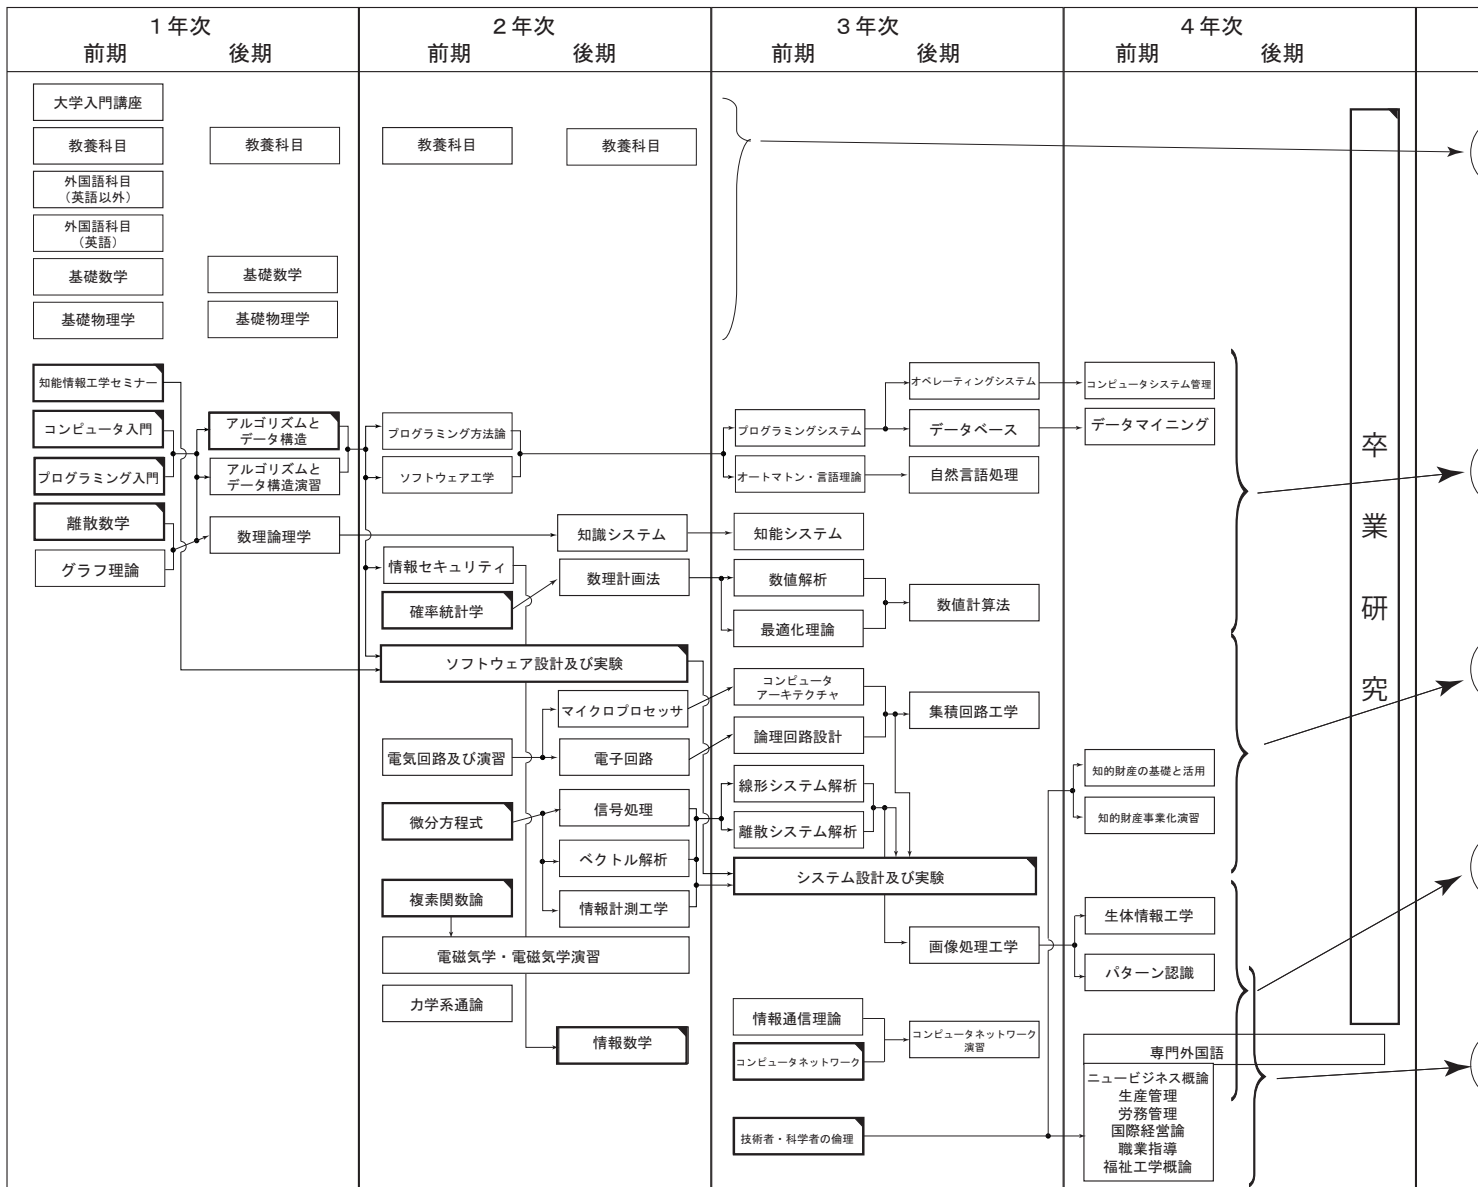 1年次
2年次
3年次
4年次
前期
後期
前期
後期
前期
後期
前期
後期
大学入門講座
教養科目
教養科目
教養科目
教養科目
外国語科目
（英語以外）
外国語科目
（英語）
基礎数学
基礎数学
基礎物理学
基礎物理学
知能情報工学セミナー
オペレーティングシステム
コンピュータシステム管理
コンピュータ入門
アルゴリズムと
データ構造
プログラミング方法論
プログラミングシステム
データベース
データマイニング
プログラミング入門
アルゴリズムと
データ構造演習
ソフトウェア工学
オートマトン・言語理論
自然言語処理
離散数学
数理論理学
知識システム
知能システム
グラフ理論
情報セキュリティ
数理計画法
数値解析
数値計算法
確率統計学
最適化理論
ソフトウェア設計及び実験
マイクロプロセッサ
コンピュータ
アーキテクチャ
集積回路工学
電気回路及び演習
電子回路
論理回路設計
知的財産の基礎と活用
線形システム解析
微分方程式
信号処理
離散システム解析
知的財産事業化演習
ベクトル解析
システム設計及び実験
複素関数論
情報計測工学
生体情報工学
電磁気学・電磁気学演習
画像処理工学
パターン認識
力学系通論
情報通信理論
情報数学
コンピュータネットワーク
コンピュータネットワーク
演習
専門外国語
ニュービジネス概論
生産管理
労務管理
国際経営論
職業指導
福祉工学概論
技術者・科学者の倫理
卒業研究